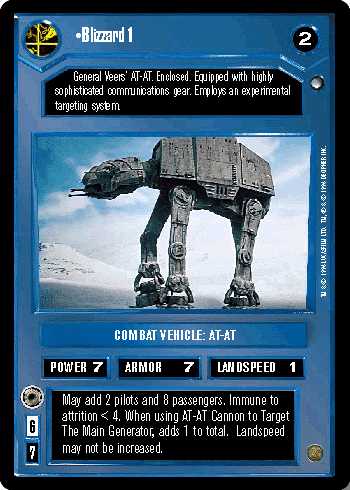 •Blizzard 1
2
General Veers' AT-AT. Enclosed. Equipped with highly
sophisticated communications gear. Employs an experimental
targeting system.
COMBAT VEHICLE: AT-AT
POWER 7 ARMOR 7 LANDSPEED 1
May add 2 pilots and 8 passengers. Immune to
attrition < 4. When using AT-AT Cannon to Target
The Main Generator, adds 1 to total. Landspeed
may not be increased.
6
7